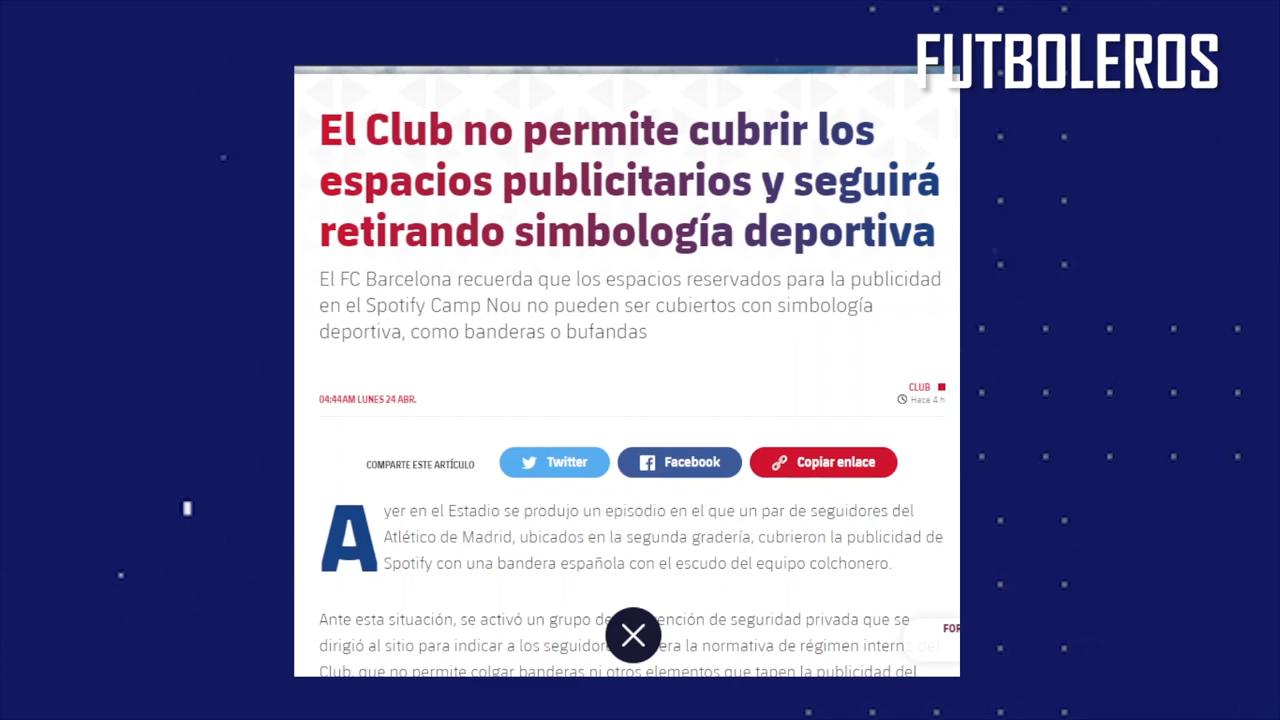 FUTBOLEROS
El Club no permite cubrir los
espacios publicitarios y seguirá
retirando simbología deportiva
El FC Barcelona recuerda que los espacios reservados para la publicidad
en el Spotify Camp Nou no pueden ser cubiertos con simbología
deportiva, como banderas o bufandas
CLUB
04:44AM LUNES 24 ABR.
Hace 4 h
COMPARTE ESTE ARTÍCULO
Twitter
Facebook
Copiar enlace
Ayer en el Estadio se produjo un episodio en el que un par de seguidores del
Atlético de Madrid, ubicados en la segunda gradería, cubrieron la publicidad de
Spotify con una bandera española con el escudo del equipo colchonero.
Ante esta situación, se activó un grupo de seguridad privada que se
dirigió al sitio para indicar a los la normativa de régimen interno del
Club, que no permite colgar banderas ni otros elementos que tapen la publicidad del